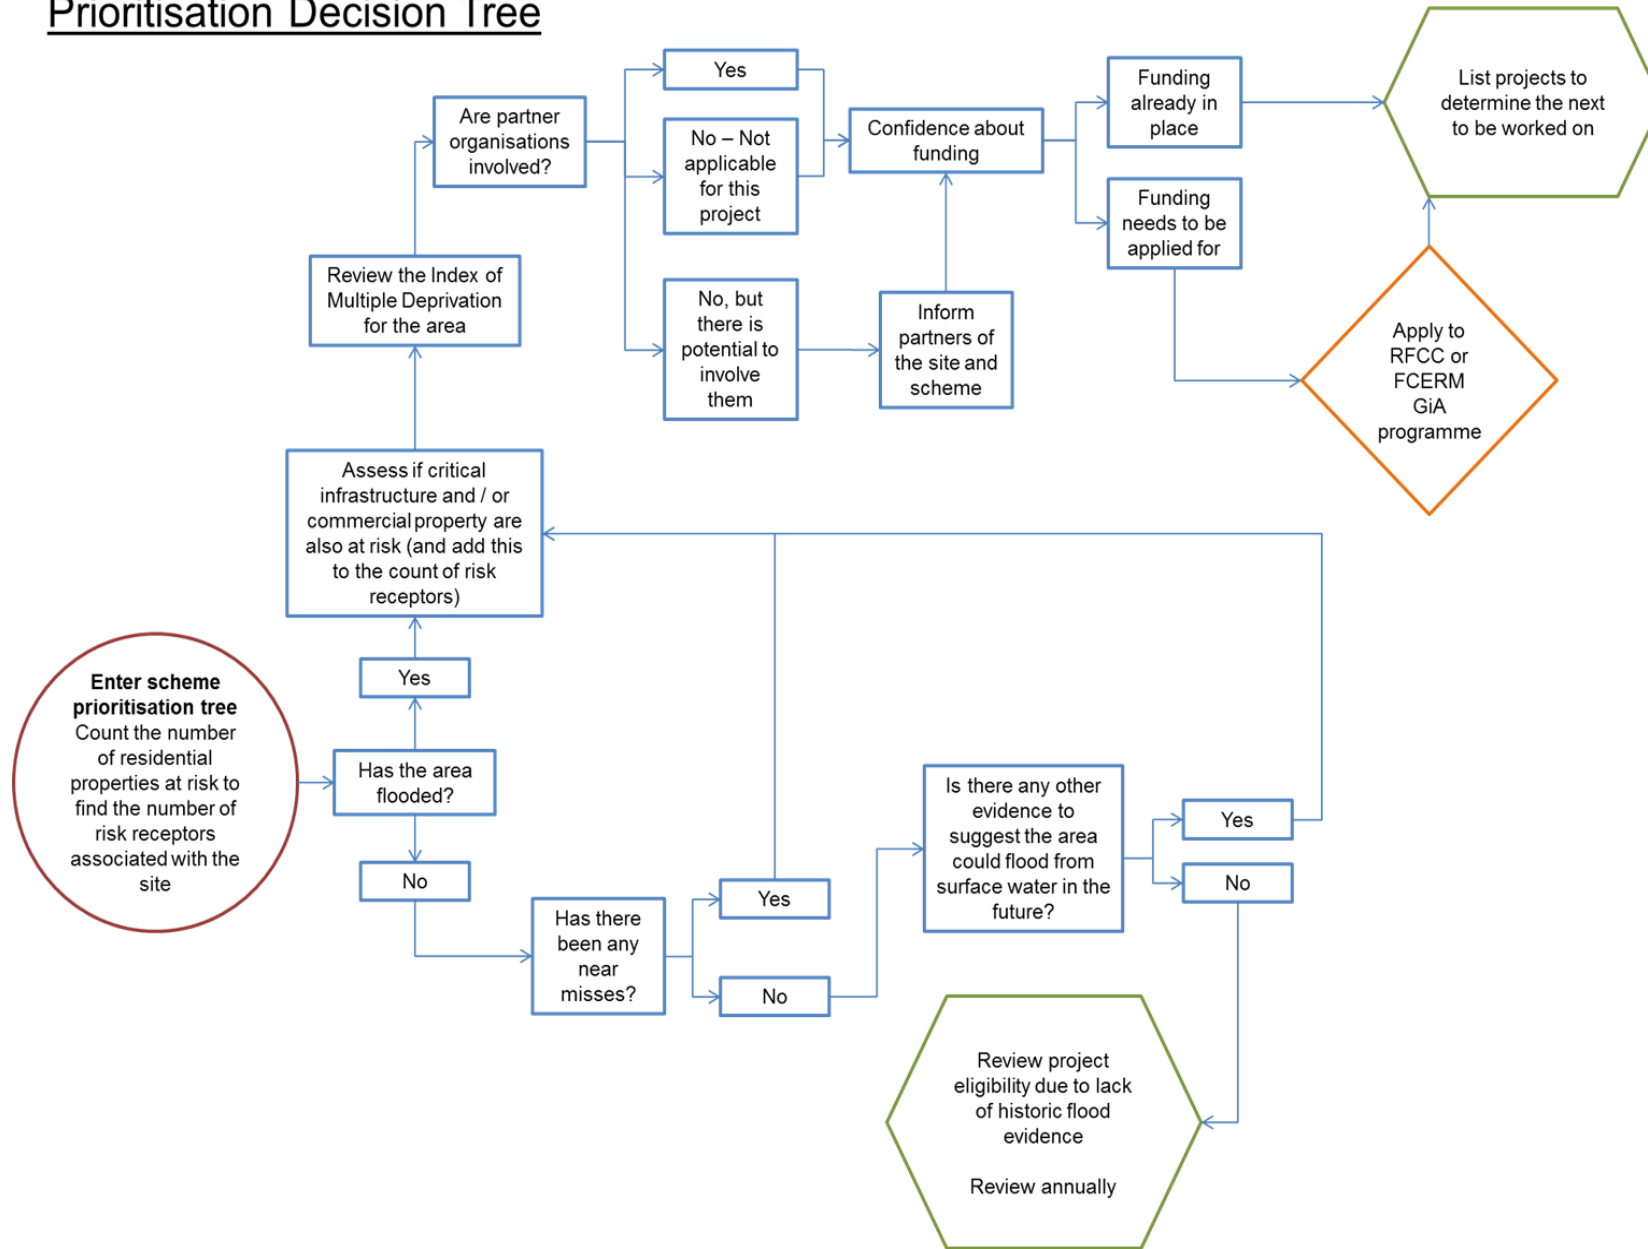 Prioritisation Decision Tree
Yes
Are partner
organisations
involved?
No – Not
applicable
for this
project
Confidence about
funding
Funding
already in
place
List projects to
determine the next
to be worked on
Funding
needs to be
applied for
Review the Index of
Multiple Deprivation
for the area
No, but
there is
potential to
involve
them
Inform
partners of
the site and
scheme
Apply to
RFCC or
FCERM
GiA
programme
Assess if critical
infrastructure and / or
commercial property are
also at risk (and add this
to the count of risk
receptors)
Yes
Enter scheme
prioritisation tree
Count the number
of residential
properties at risk to
find the number of
risk receptors
associated with the
site
Has the area
flooded?
No
Has there
been any
near
misses?
Yes
No
Is there any other
evidence to
suggest the area
could flood from
surface water in the
future?
Yes
No
Review project
eligibility due to lack
of historic flood
evidence
Review annually